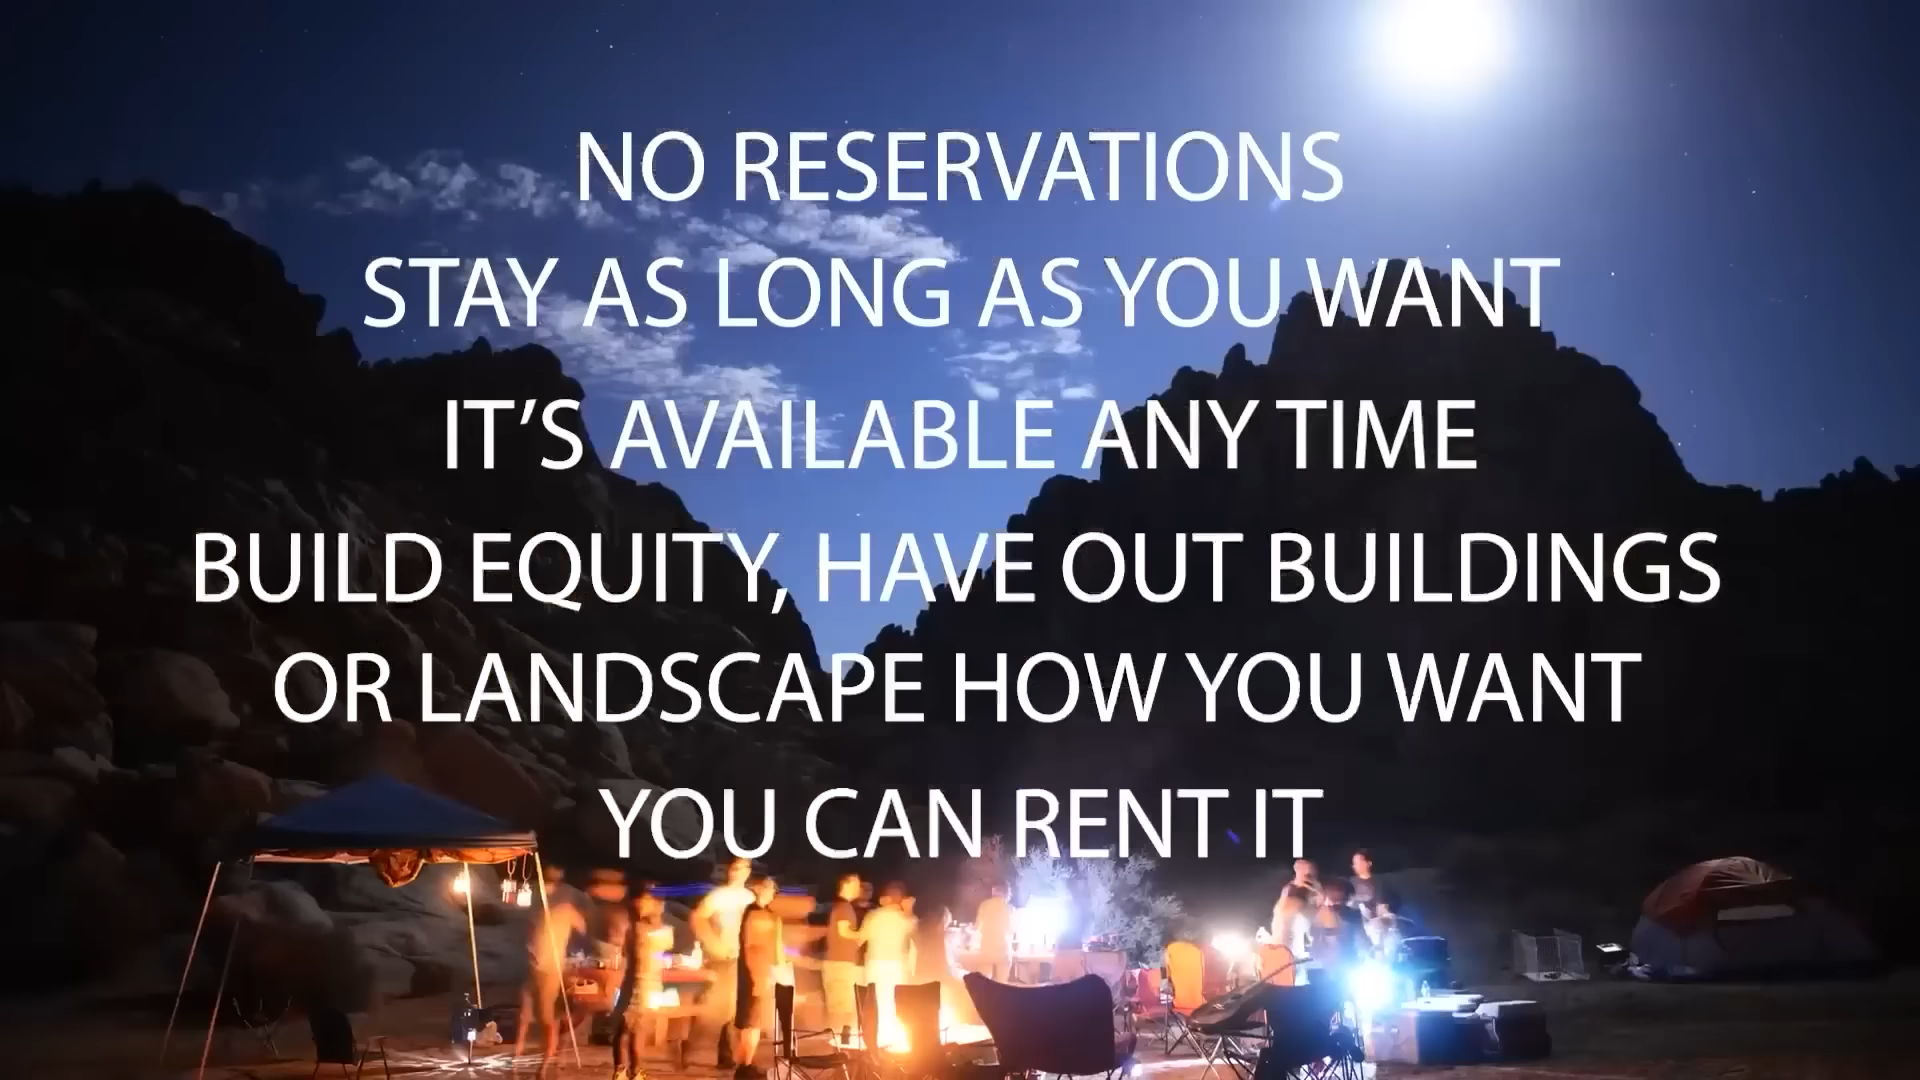 NO RESERVATIONS
STAY AS LONG AS YOU WANT
IT’S AVAILABLE ANY TIME
BUILD EQUITY, HAVE OUT BUILDINGS
OR LANDSCAPE HOW YOU WANT
YOU CAN RENT IT